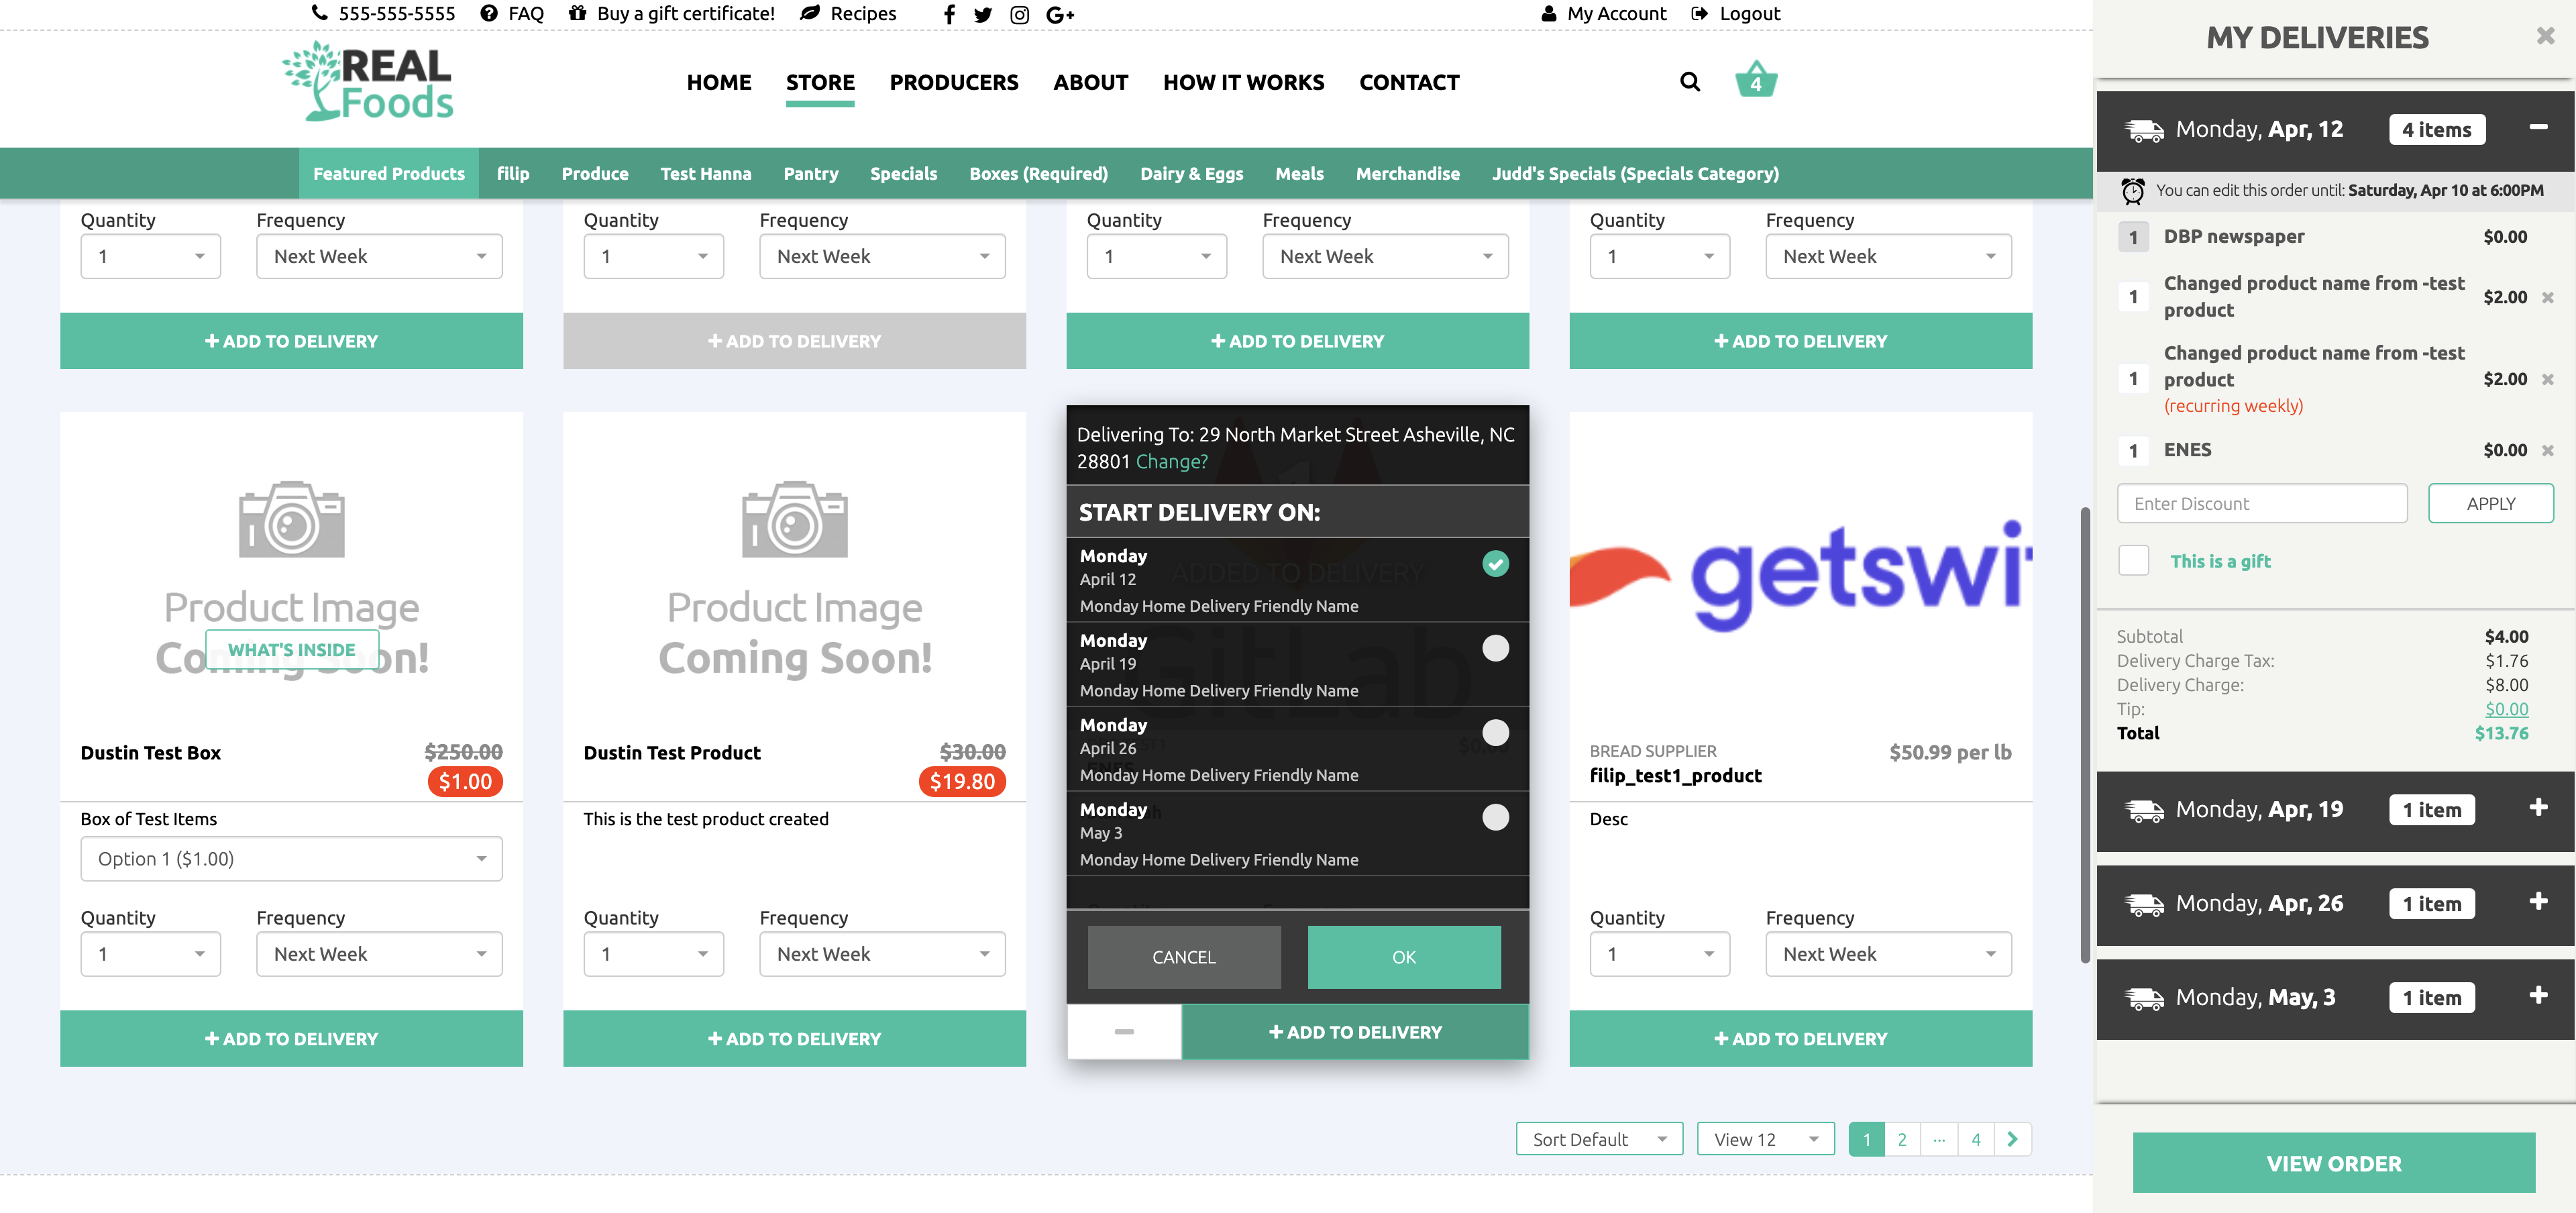 555-555-5555 FAQ Buy a gift certificate! Recipes My Account Logout
REAL
Foods
HOME STORE PRODUCERS ABOUT HOW IT WORKS CONTACT 4
Featured Products filip Produce Test Hanna Pantry Specials Boxes (Required) Dairy & Eggs Meals Merchandise Judd's Specials (Specials Category)
Quantity Frequency Quantity Frequency Quantity Frequency Quantity Frequency
1 Next Week 1 Next Week 1 Next Week 1 Next Week
+ ADD TO DELIVERY + ADD TO DELIVERY + ADD TO DELIVERY + ADD TO DELIVERY
Product Image
Coming Soon!
WHAT'S INSIDE
Dustin Test Box $250.00
$1.00
Box of Test Items
Option 1 ($1.00)
Quantity Frequency
1 Next Week
+ ADD TO DELIVERY
Product Image
Coming Soon!
Dustin Test Product $30.00
$19.80
This is the test product created
Quantity Frequency
1 Next Week
+ ADD TO DELIVERY
Delivering To: 29 North Market Street Asheville, NC
28801 Change?
START DELIVERY ON:
Monday
April 12
ADDED TO DELIVERY
Monday Home Delivery Friendly Name
Monday
April 19
GitLab
Monday Home Delivery Friendly Name
Monday
April 26
Monday Home Delivery Friendly Name
Monday
May 3
Monday Home Delivery Friendly Name
CANCEL OK
+ ADD TO DELIVERY
getswi
BREAD SUPPLIER $50.99 per lb
filip_test1_product
Desc
Quantity Frequency
1 Next Week
+ ADD TO DELIVERY
Sort Default View 12 1 2 ... 4
MY DELIVERIES
Monday, Apr, 12 4 items
You can edit this order until: Saturday, Apr 10 at 6:00PM
1 DBP newspaper $0.00
1 Changed product name from -test
product $2.00
1 Changed product name from -test
product $2.00
(recurring weekly)
1 ENES $0.00
Enter Discount APPLY
This is a gift
Subtotal $4.00
Delivery Charge Tax: $1.76
Delivery Charge: $8.00
Tip: $0.00
Total $13.76
Monday, Apr, 19 1 item
Monday, Apr, 26 1 item
Monday, May, 3 1 item
VIEW ORDER